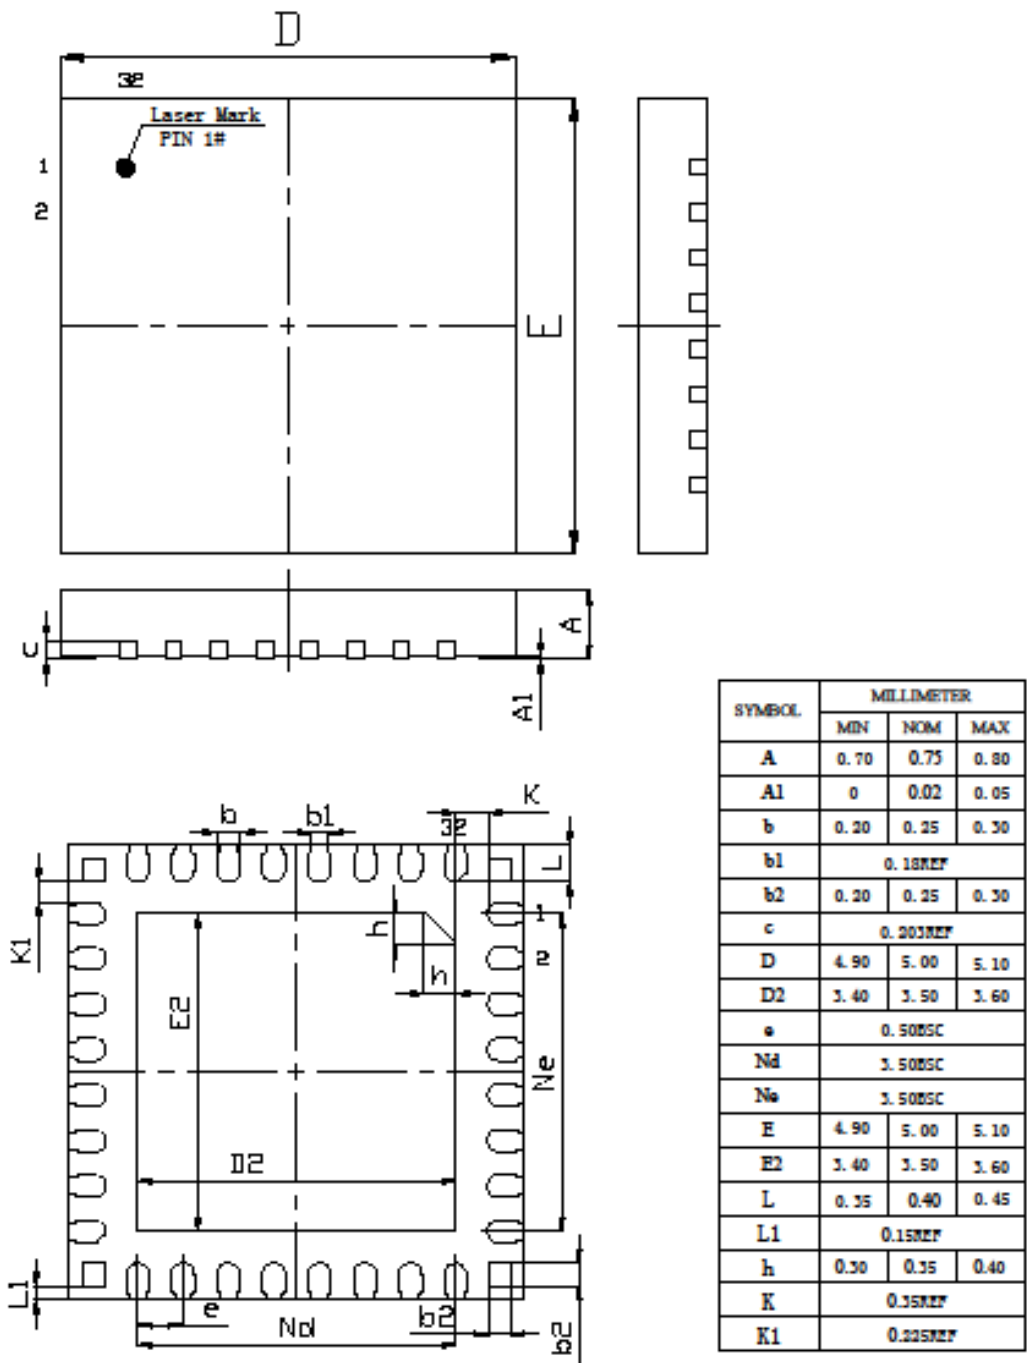 D
32
Laser Mark
PIN 1#
1
2
E
c
A
A1
b
b1
K
32
L
K1
h
1
h
2
E2
Ne
D2
L1
e
Nd
b2
b2
SYMBOL MILLIMETER
MIN NOM MAX
A 0.70 0.75 0.80
A1 0 0.02 0.05
b 0.20 0.25 0.30
b1 0.18REF
b2 0.20 0.25 0.30
c 0.203REF
D 4.90 5.00 5.10
D2 3.40 3.50 3.60
e 0.50BSC
Nd 3.50BSC
Ne 3.50BSC
E 4.90 5.00 5.10
E2 3.40 3.50 3.60
L 0.35 0.40 0.45
L1 0.15REF
h 0.30 0.35 0.40
K 0.35REF
K1 0.225REF